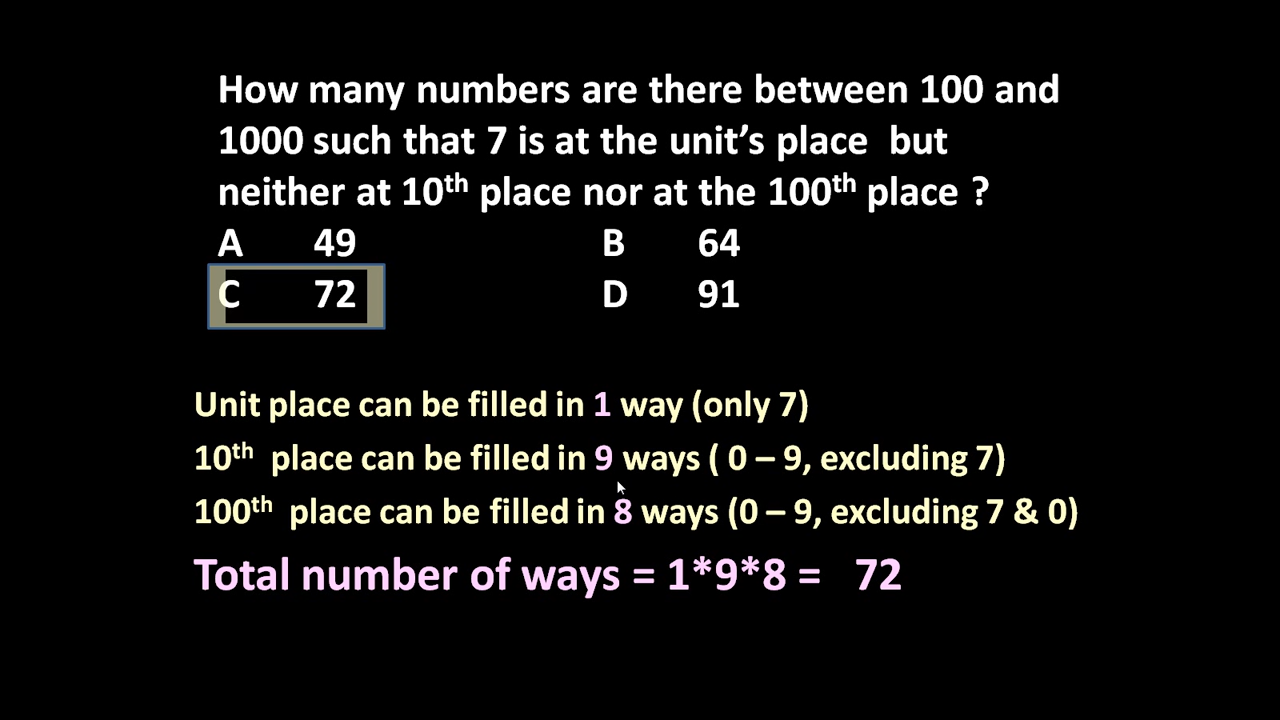 How many numbers are there between 100 and
1000 such that 7 is at the unit’s place but
neither at 10th place nor at the 100th place ?
A 49 B 64
C 72 D 91
Unit place can be filled in 1 way (only 7)
10th place can be filled in 9 ways ( 0 – 9, excluding 7)
100th place can be filled in 8 ways (0 – 9, excluding 7 & 0)
Total number of ways = 1*9*8 = 72